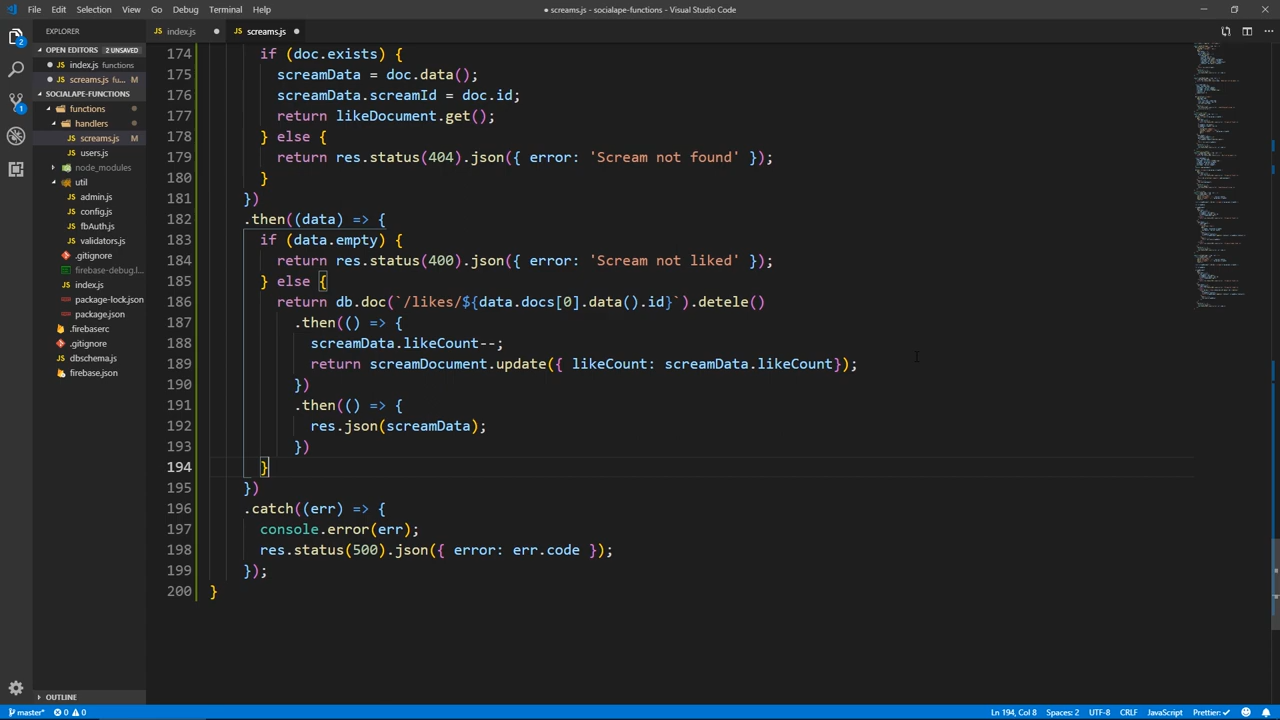 File Edit Selection View Go Debug Terminal Help
● screams.js - socialape-functions - Visual Studio Code
EXPLORER
OPEN EDITORS 2 UNSAVED
● index.js functions
● screams.js fu... M
SOCIALAPE-FUNCTIONS
functions
handlers
screams.js M
users.js
node_modules
util
admin.js
config.js
fbAuth.js
validators.js
.gitignore
firebase-debug.l...
index.js
package-lock.json
package.json
.firebaserc
.gitignore
dbschema.js
firebase.json
OUTLINE
index.js ●
screams.js ●
174 if (doc.exists) {
175 screamData = doc.data();
176 screamData.screamId = doc.id;
177 return likeDocument.get();
178 } else {
179 return res.status(404).json({ error: 'Scream not found' });
180 }
181 })
182 .then((data) => {
183 if (data.empty) {
184 return res.status(400).json({ error: 'Scream not liked' });
185 } else {
186 return db.doc(`/likes/${datdocs[0].data().id}`).detele()
187 .then(() => {
188 screamData.likeCount--;
189 return screamDocument.update({ likeCount: screamData.likeCount});
190 })
191 .then(() => {
192 res.json(screamData);
193 })
194 }
195 })
196 .catch((err) => {
197 console.error(err);
198 res.status(500).json({ error: err.code });
199 });
200 }
master* 0 0
Ln 194, Col 8 Spaces: 2 UTF-8 CRLF JavaScript Prettier: ✓